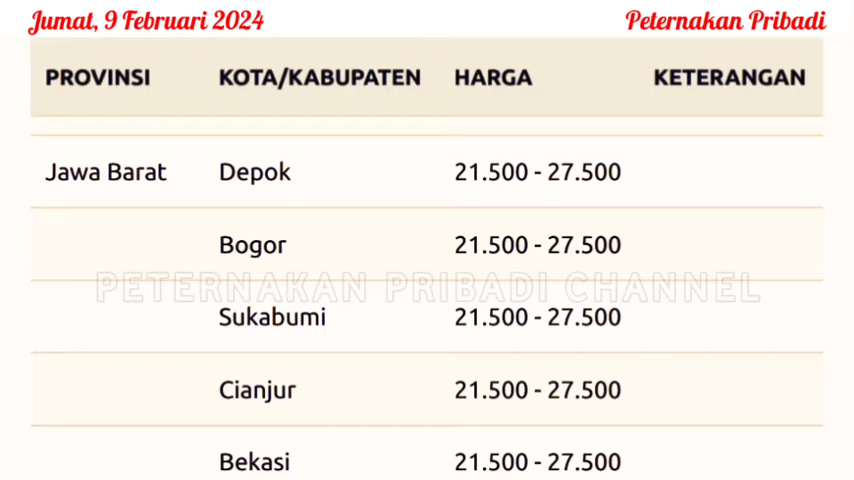 Jumat, 9 Februari 2024 Peternakan Pribadi
PROVINSI KOTA/KABUPATEN HARGA KETERANGAN
Jawa Barat Depok 21.500 - 27.500
Bogor 21.500 - 27.500
PETERNAKAN PRIBADI CHANNEL
Sukabumi 21.500 - 27.500
Cianjur 21.500 - 27.500
Bekasi 21.500 - 27.500